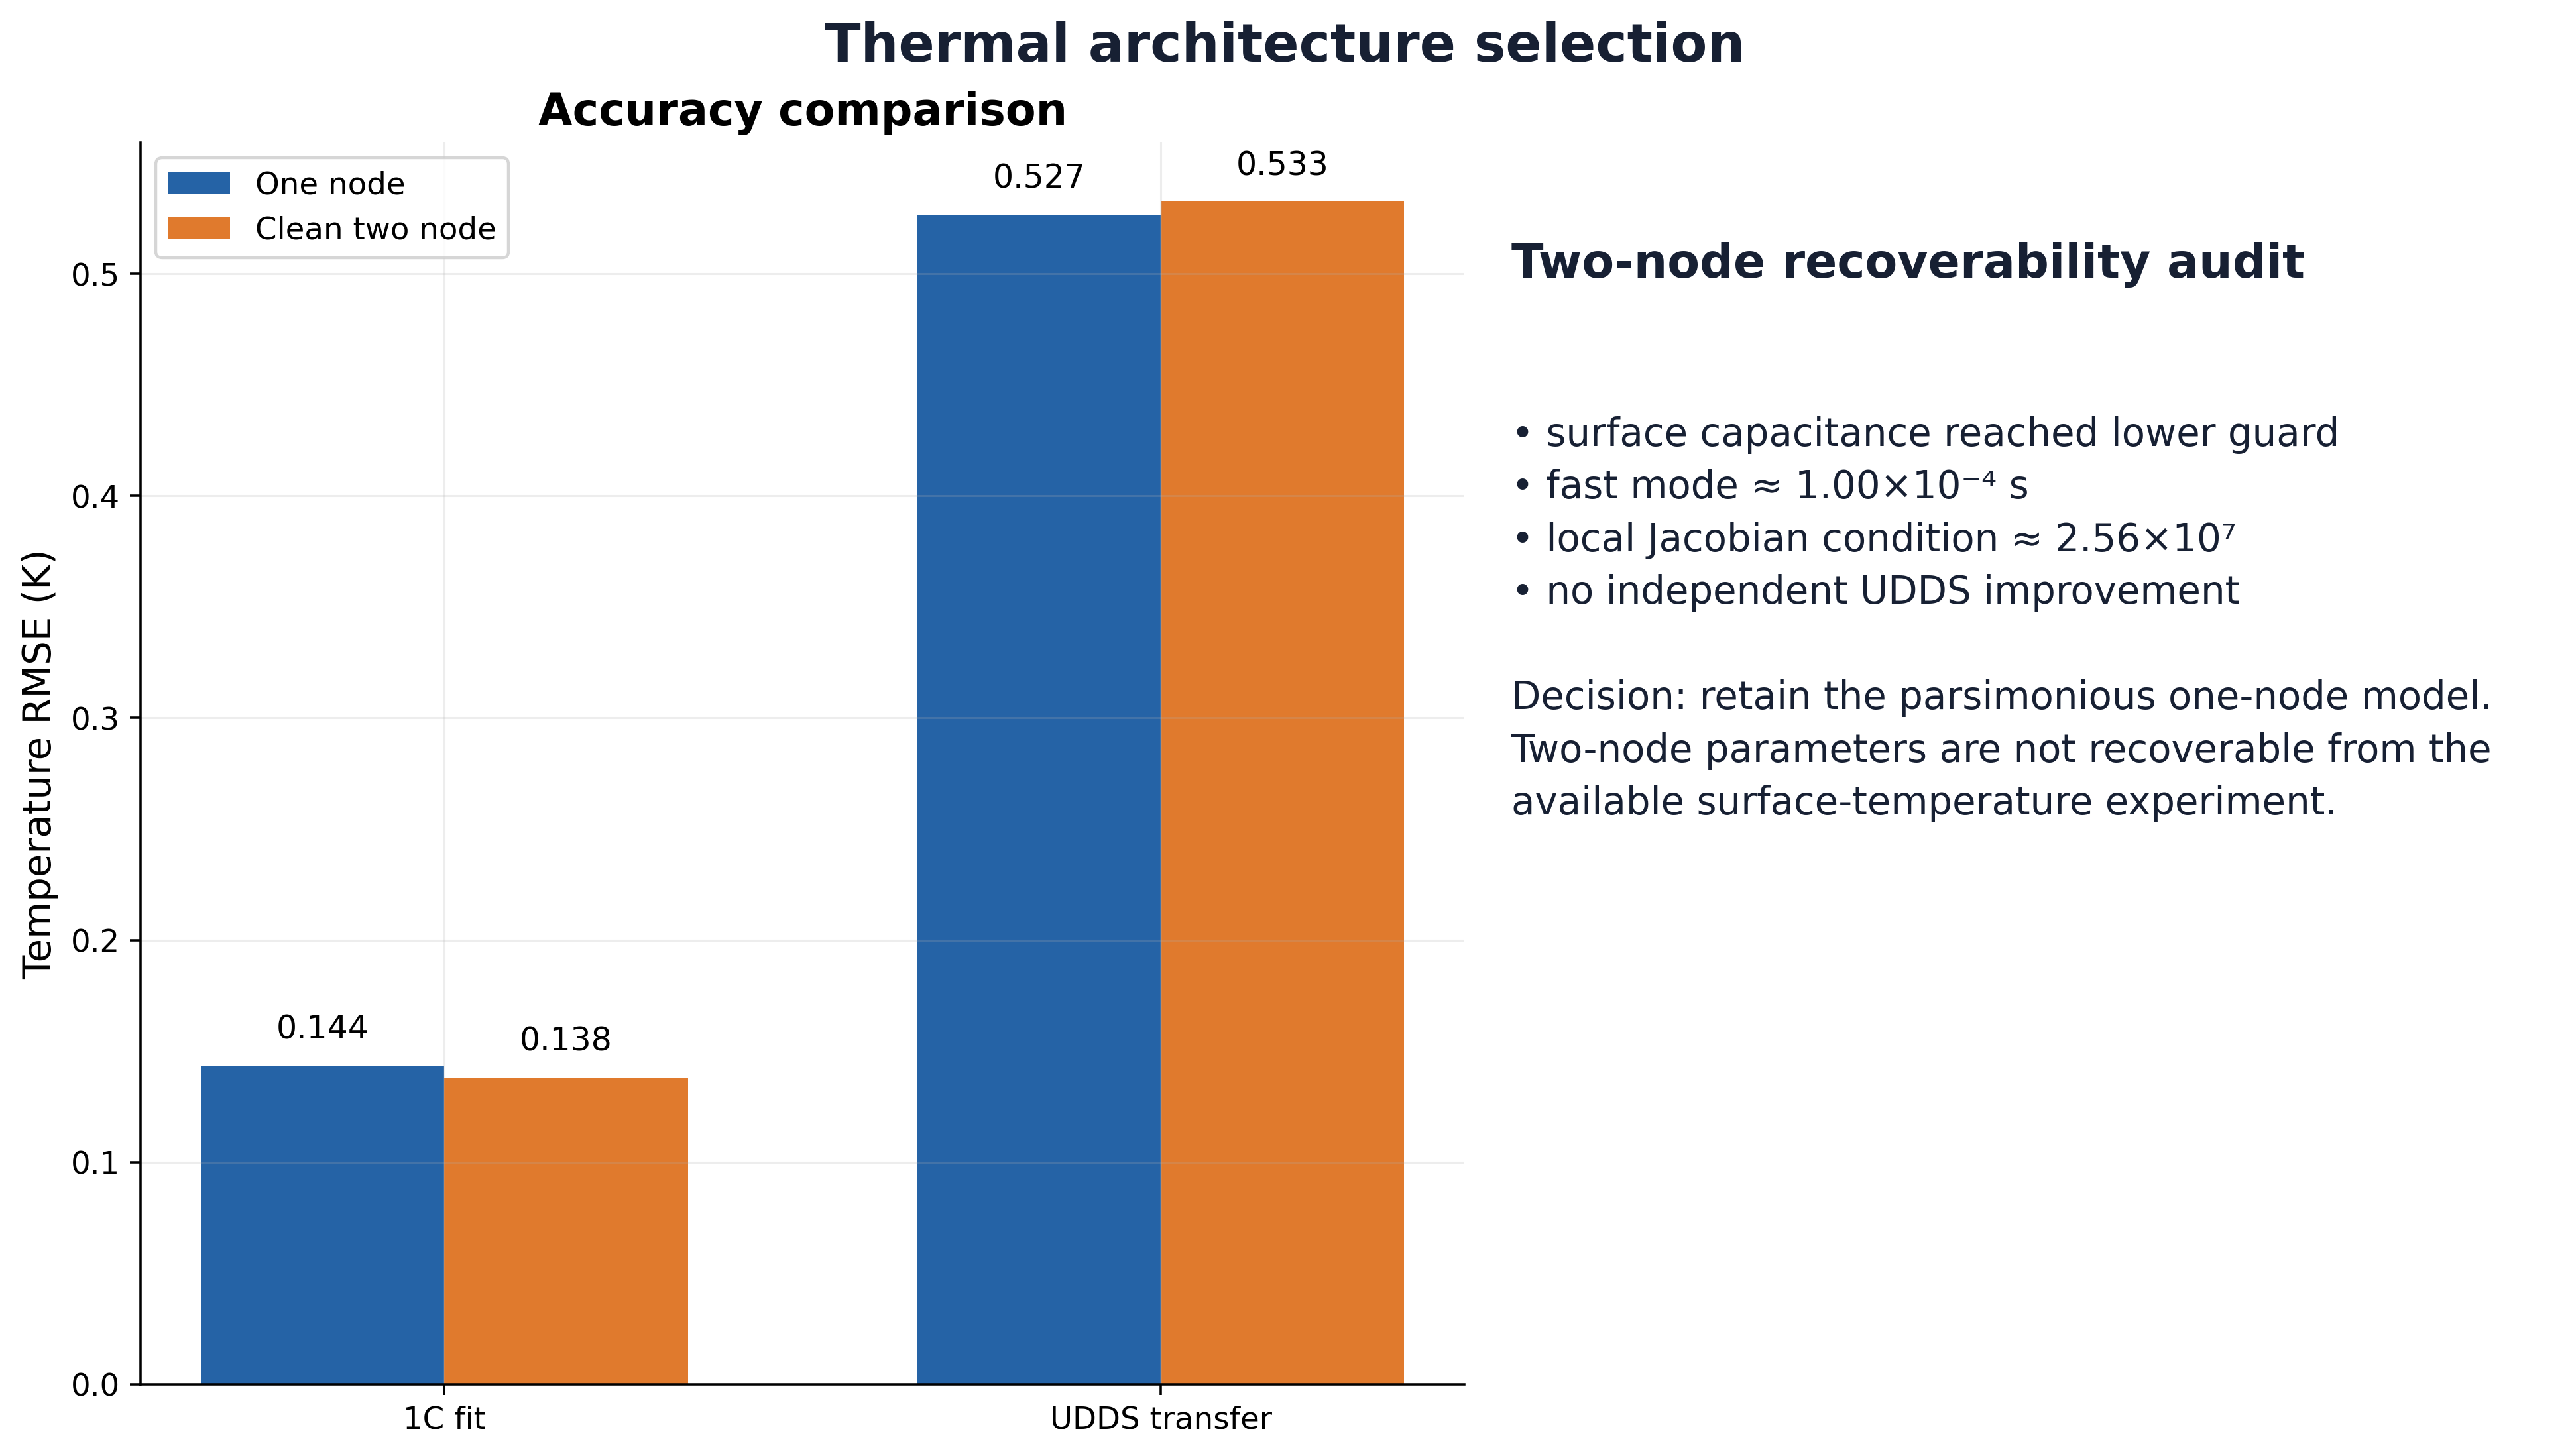 Thermal architecture selection
Accuracy comparison
One node
Clean two node
Temperature RMSE (K)
0.5
0.4
0.3
0.2
0.1
0.0
0.144
0.138
0.527
0.533
1C fit
UDDS transfer
Two-node recoverability audit
• surface capacitance reached lower guard
• fast mode ≈ 1.00×10⁻⁴ s
• local Jacobian condition ≈ 2.56×10⁷
• no independent UDDS improvement
Decision: retain the parsimonious one-node model.
Two-node parameters are not recoverable from the
available surface-temperature experiment.